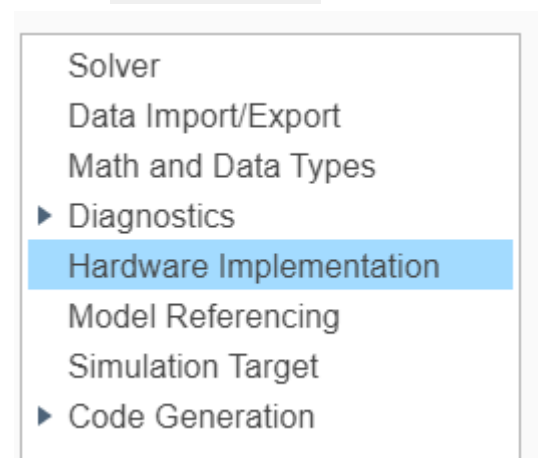 Solver
Data Import/Export
Math and Data Types
Diagnostics
Hardware Implementation
Model Referencing
Simulation Target
Code Generation